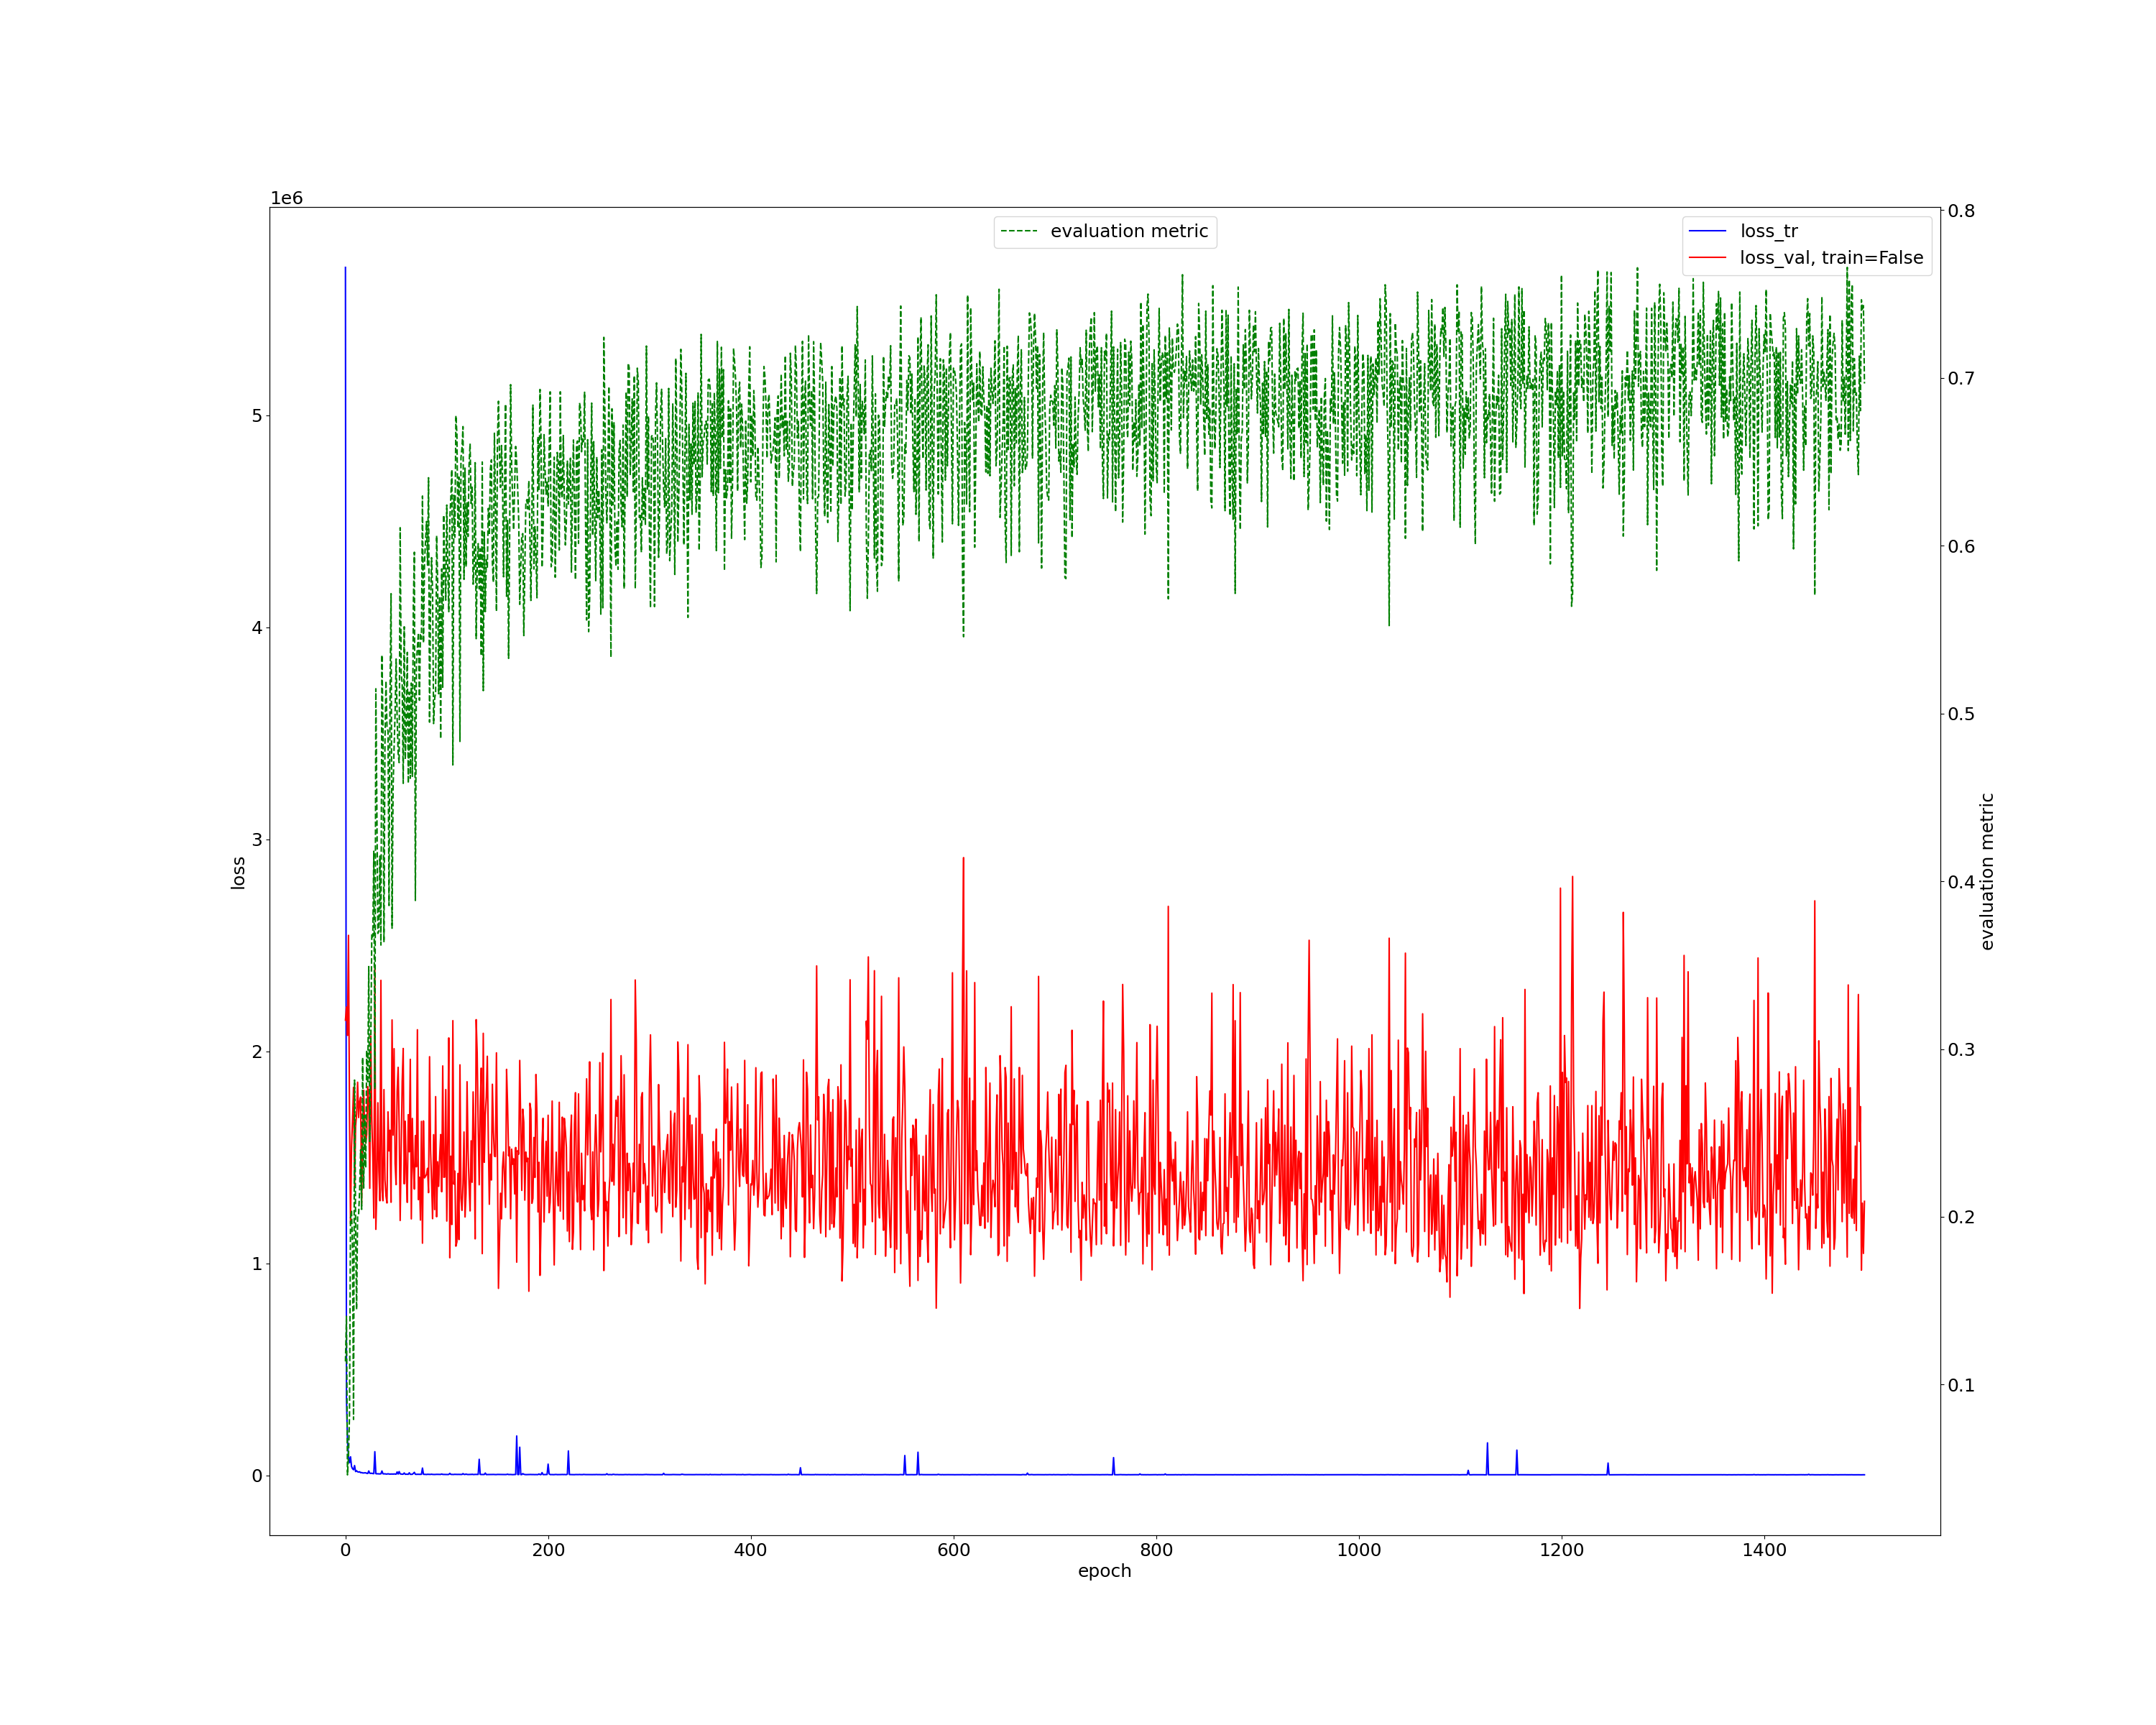 1e6
evaluation metric
loss_tr
loss_val, train=False
5
4
3
2
1
0
loss
0.8
0.7
0.6
0.5
0.4
0.3
0.2
0.1
evaluation metric
0 200 400 600 800 1000 1200 1400
epoch